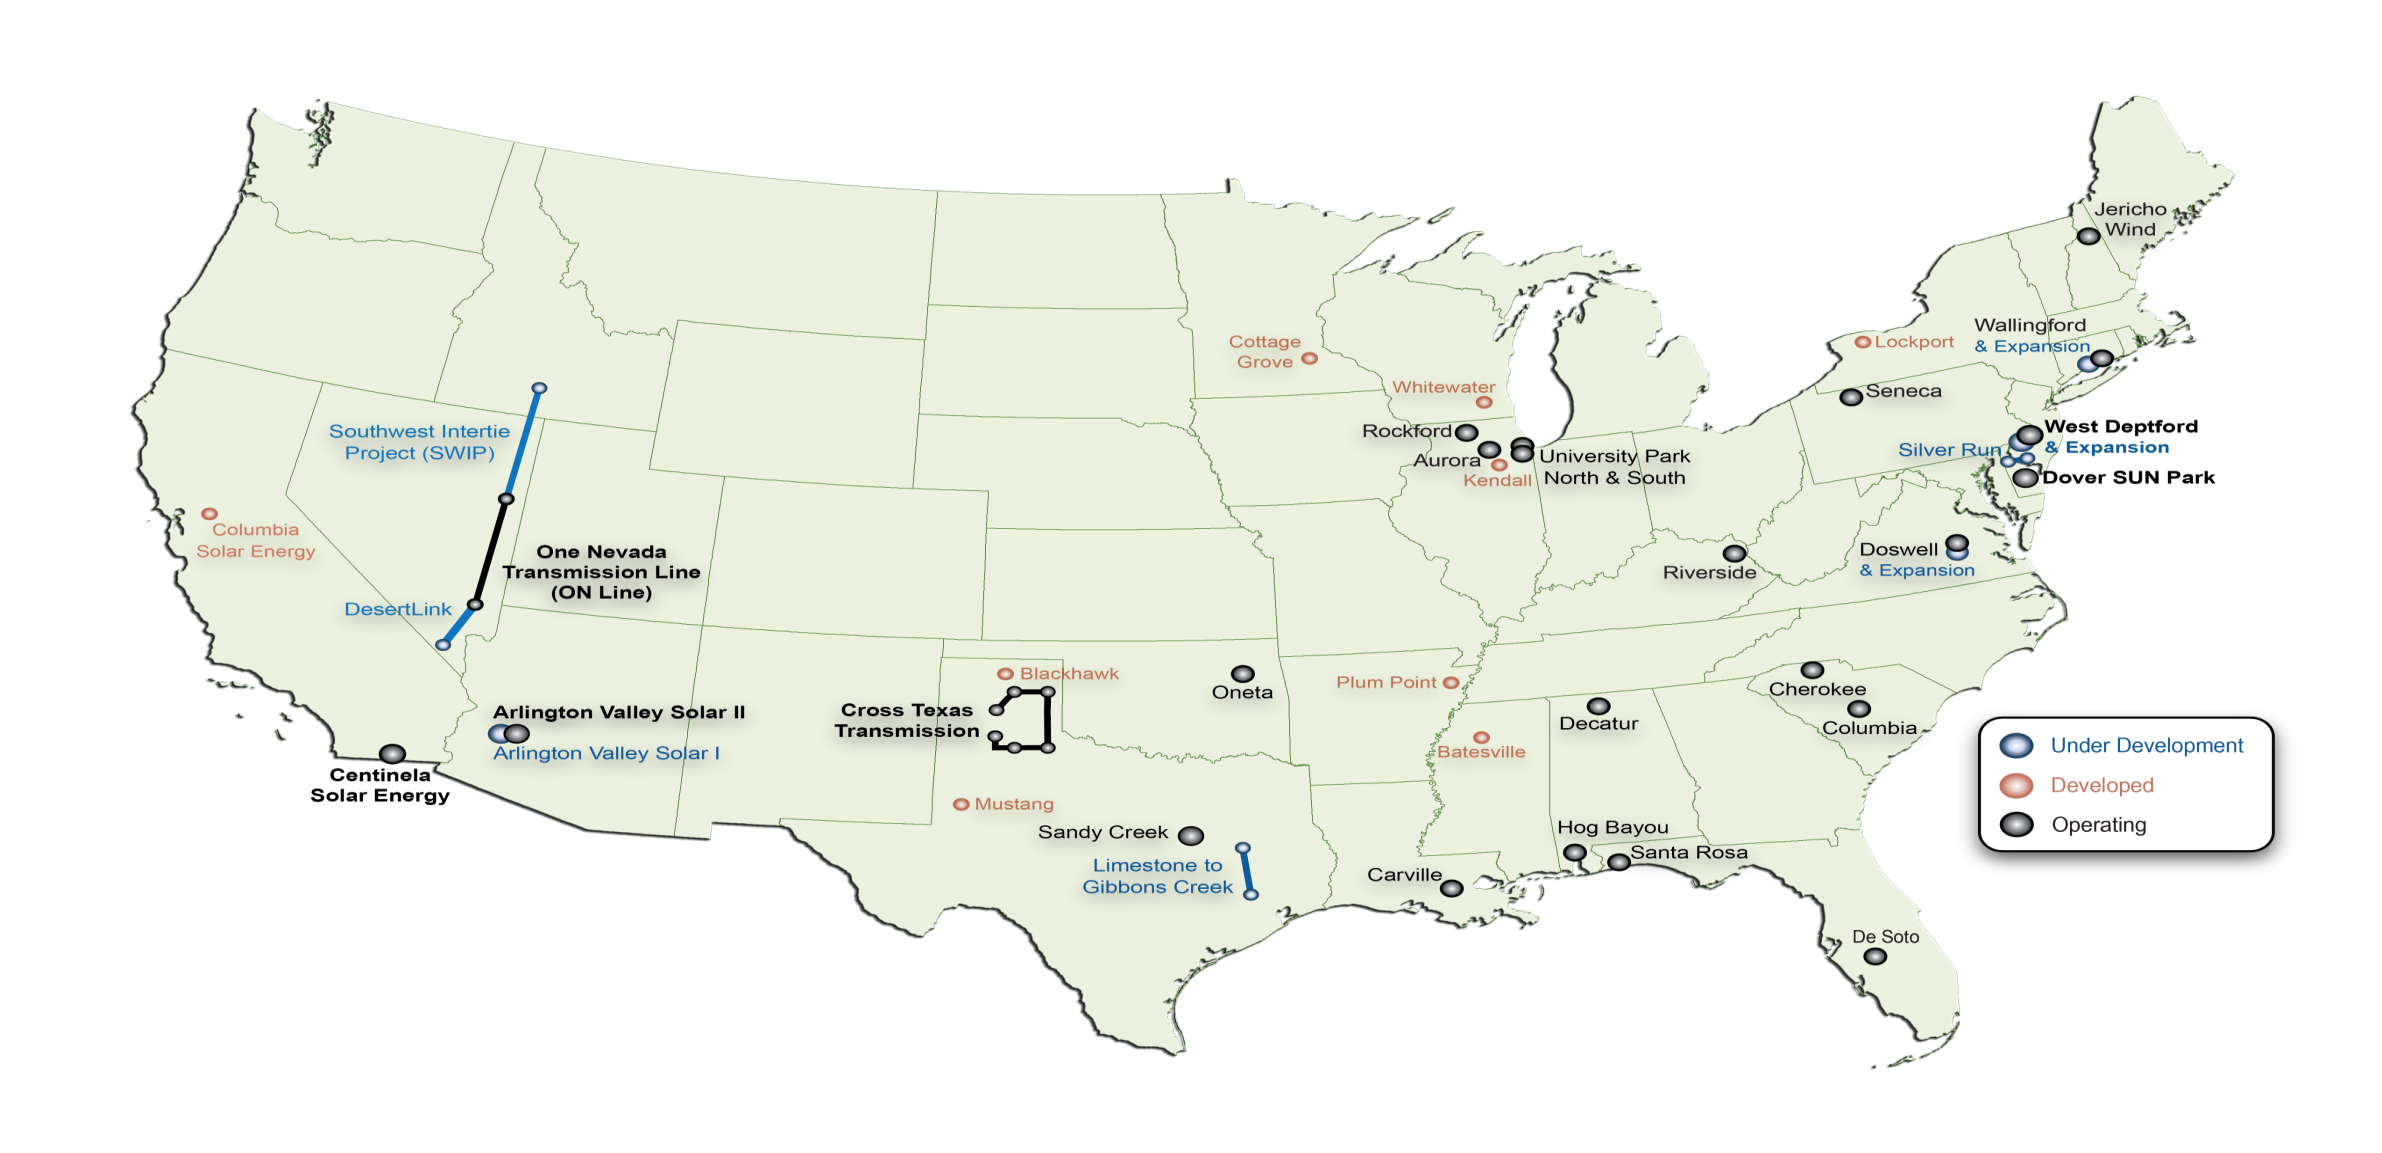 Jericho
Wind
Wallingford
& Expansion
Lockport
Cottage
Grove
Whitewater
Seneca
Rockford
West Deptford
& Expansion
Silver Run
Aurora
University Park
North & South
Kendall
Dover SUN Park
Southwest Intertie
Project (SWIP)
Columbia
Solar Energy
One Nevada
Transmission Line
(ON Line)
Doswell
& Expansion
Riverside
DesertLink
Blackhawk
Oneta
Plum Point
Cherokee
Columbia
Cross Texas
Transmission
Arlington Valley Solar II
Arlington Valley Solar I
Decatur
Batesville
Centinela
Solar Energy
Mustang
Sandy Creek
Limestone to
Gibbons Creek
Hog Bayou
Santa Rosa
Carville
De Soto
Under Development
Developed
Operating